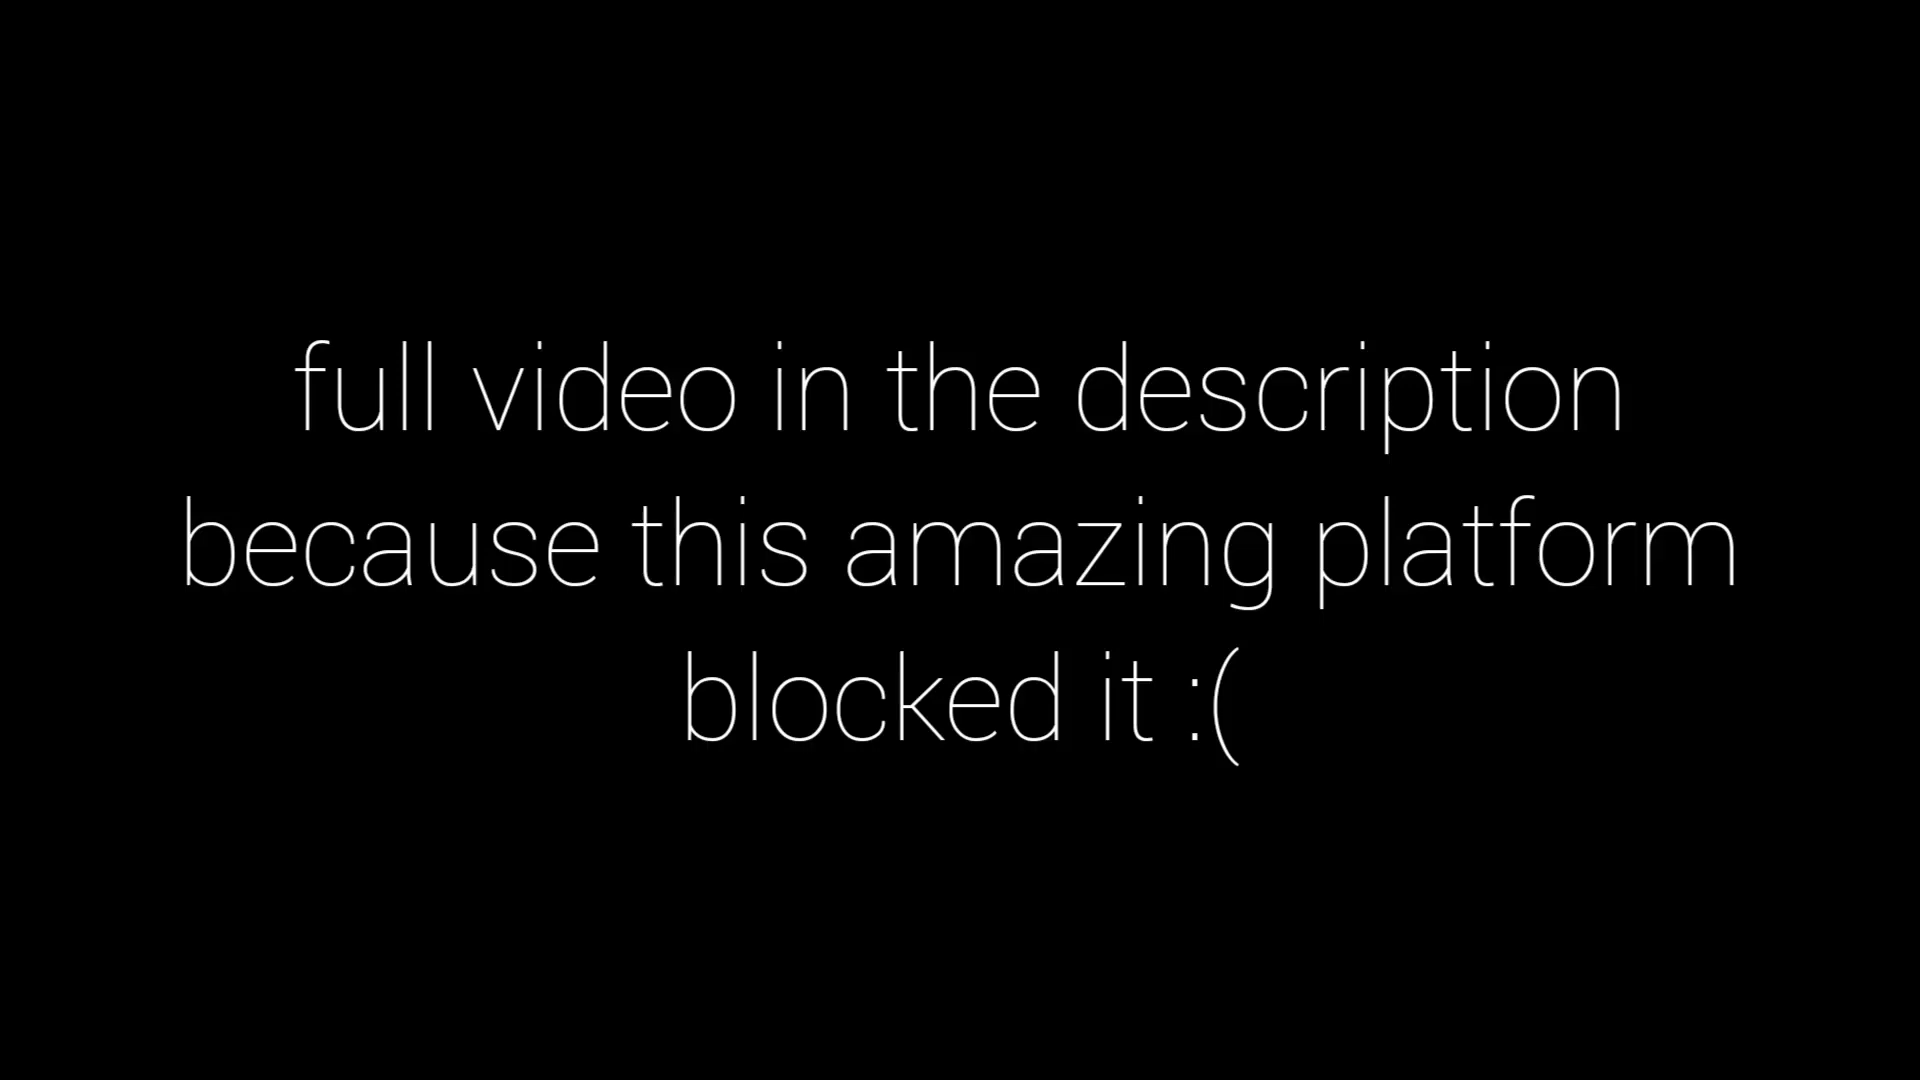 full video in the description
because this amazing platform
blocked it :(